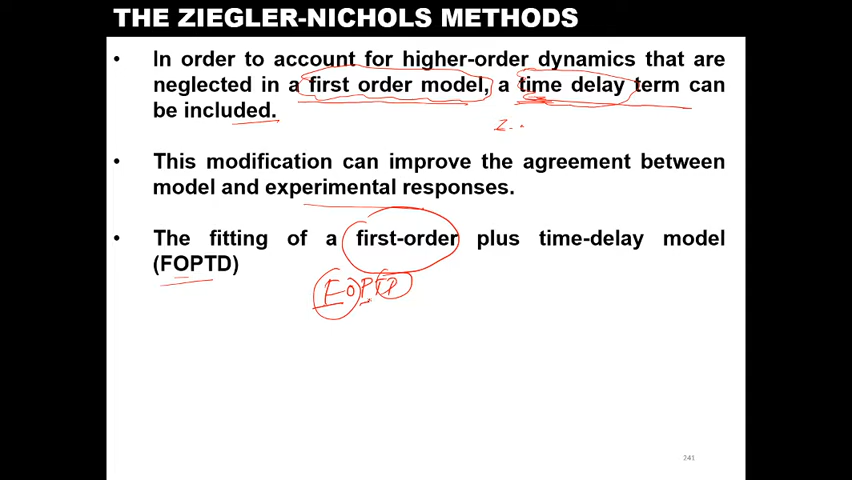 THE ZIEGLER-NICHOLS METHODS
• In order to account for higher-order dynamics that are
neglected in a first order model, a time delay term can
be included.
• This modification can improve the agreement between
model and experimental responses.
• The fitting of a first-order plus time-delay model
(FOPTD)
FOPTD
241